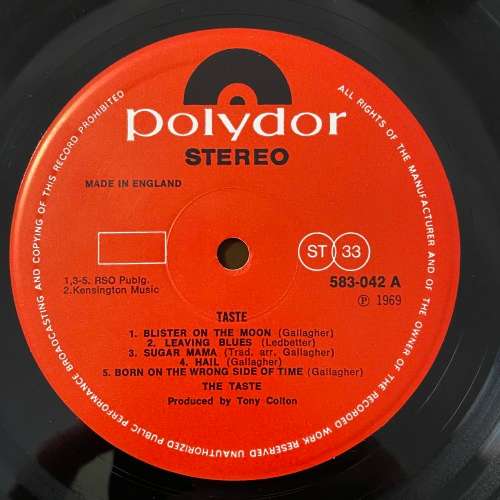 polydor
STEREO
MADE IN ENGLAND
ST 33
1,3-5. RSO Publg.
2.Kensington Music
583-042 A
Ⓟ 1969
TASTE
1. BLISTER ON THE MOON (Gallagher)
2. LEAVING BLUES (Ledbetter)
3. SUGAR MAMA (Trad. arr. Gallagher)
4. HAIL (Gallagher)
5. BORN ON THE WRONG SIDE OF TIME (Gallagher)
THE TASTE
Produced by Tony Colton
ALL RIGHTS OF THE MANUFACTURER AND OF THE OWNER OF THE RECORDED WORK RESERVED UNAUTHORIZED PUBLIC PERFORMANCE BROADCASTING AND COPYING OF THIS RECORD PROHIBITED